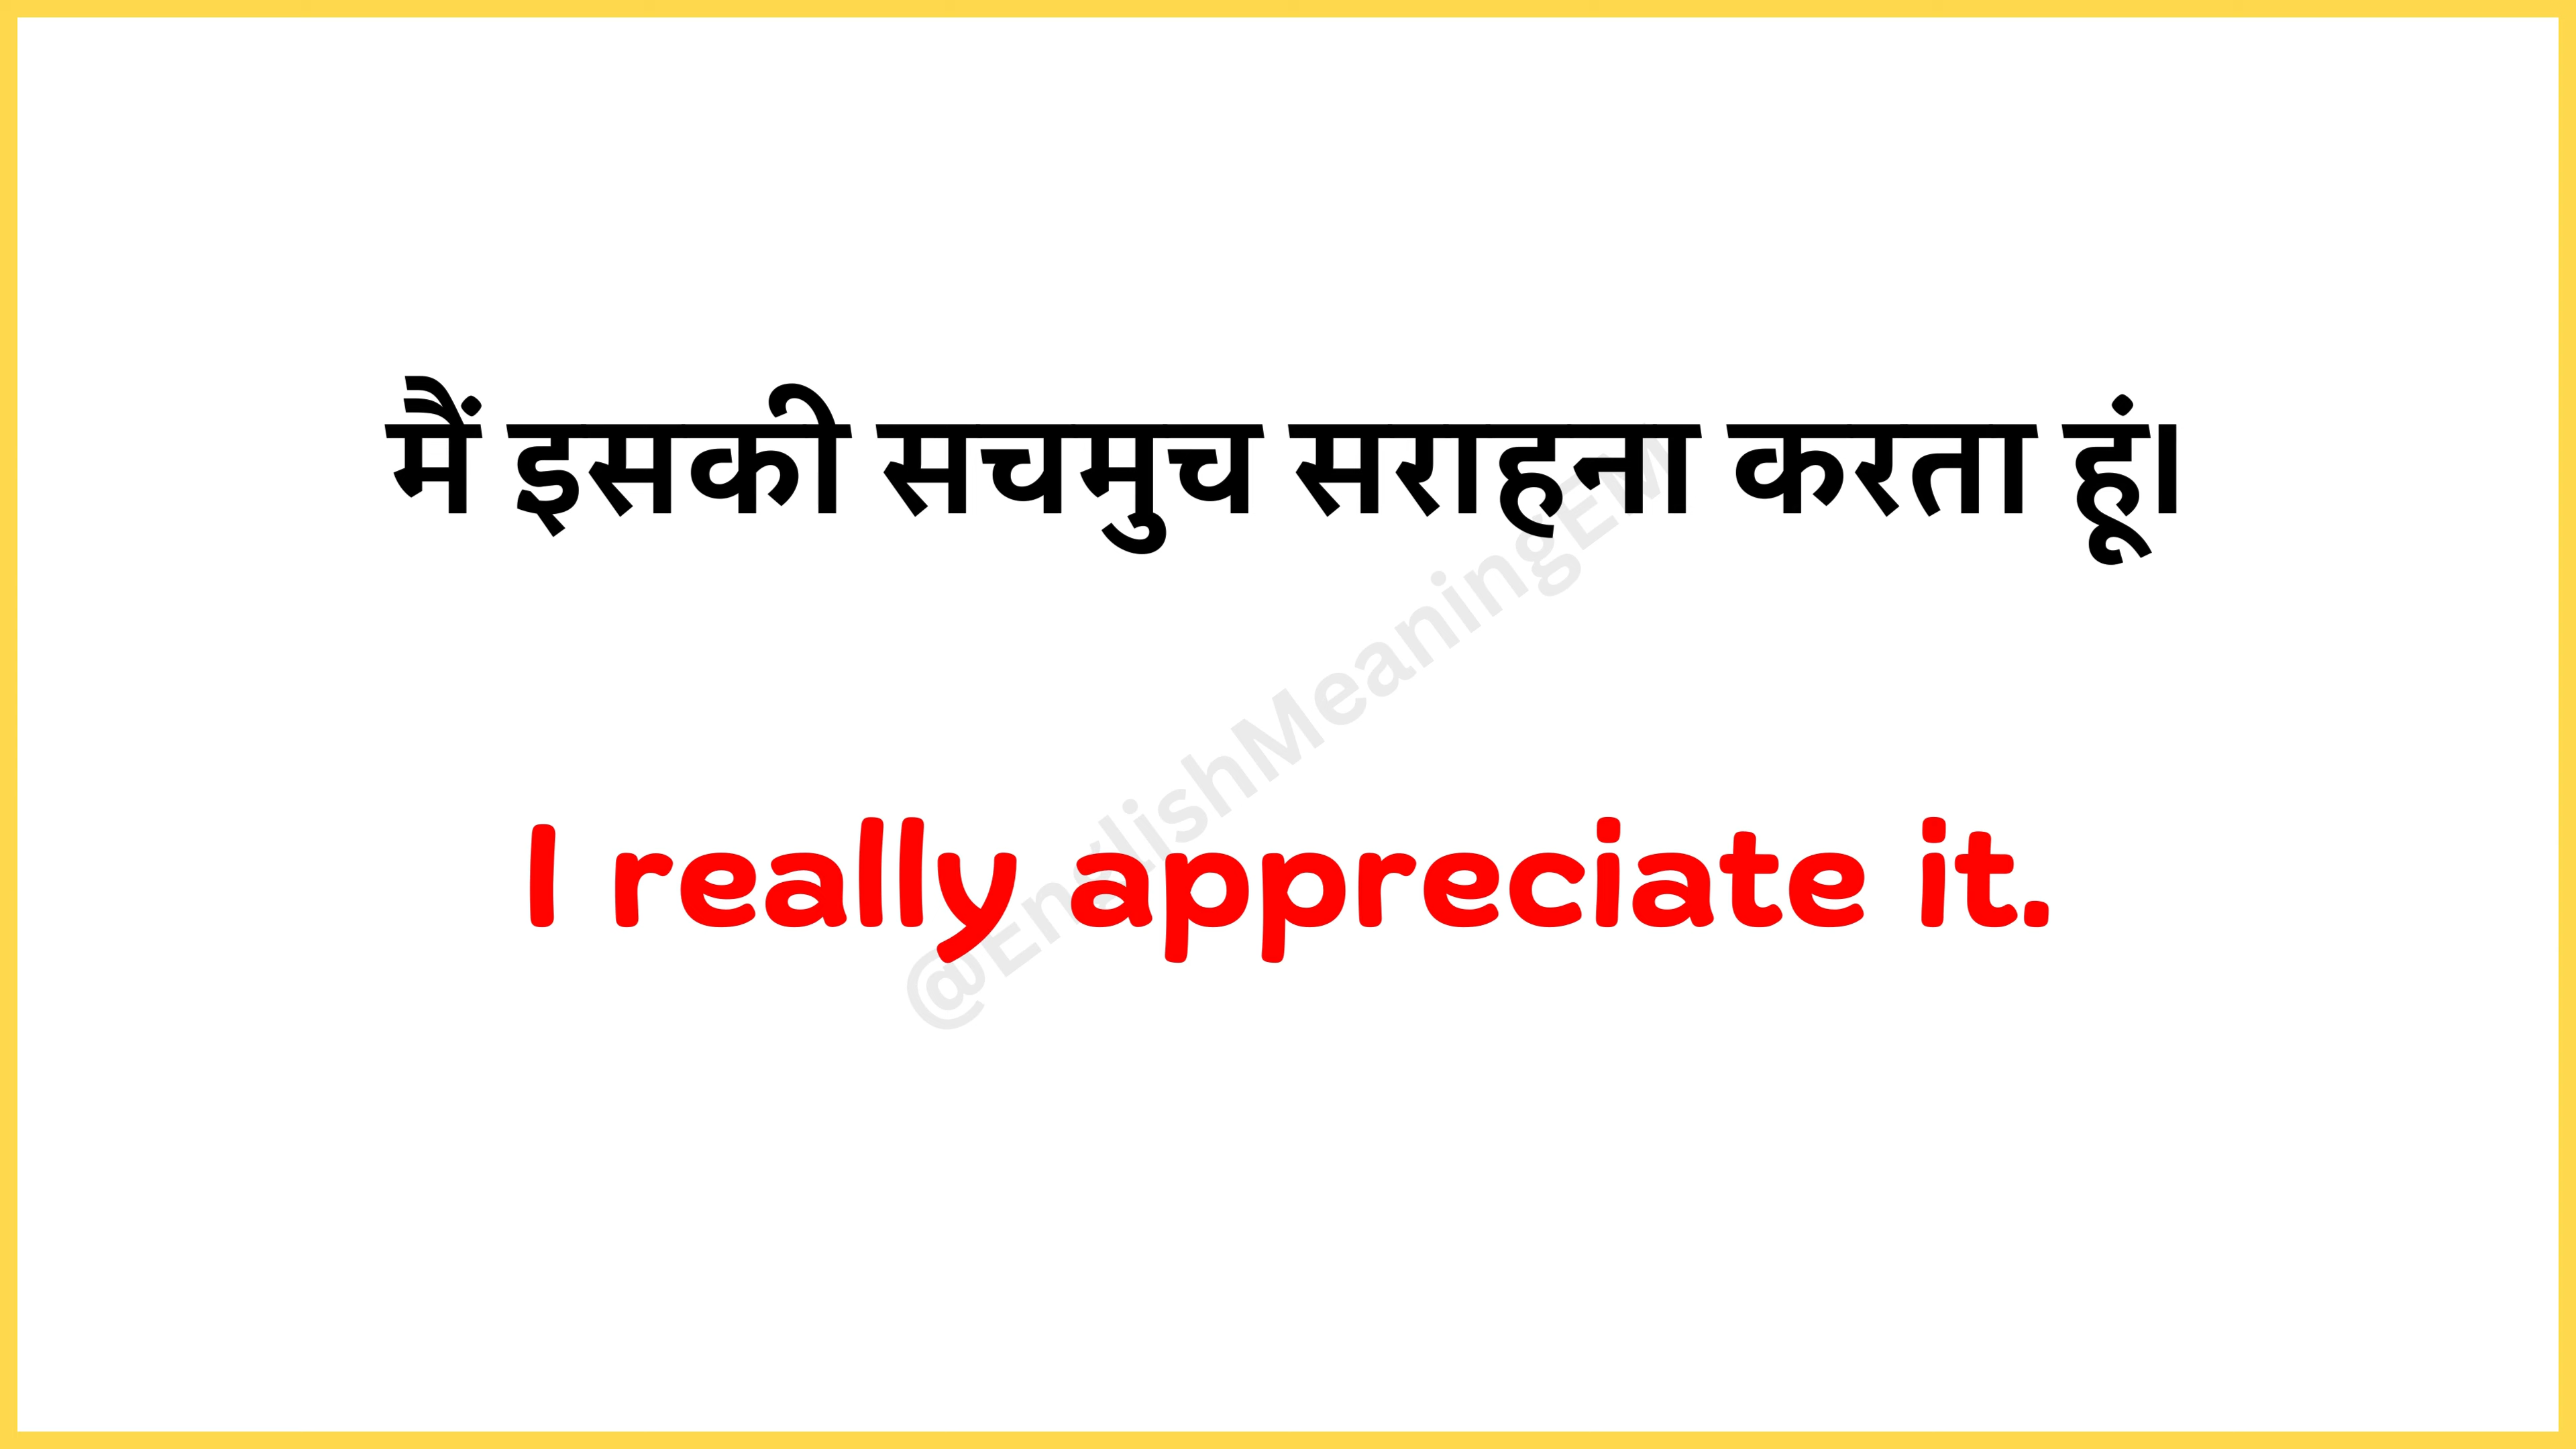 मैं इसकी सचमुच सराहना करता हूं।
@EnglishMeaningEM
I really appreciate it.